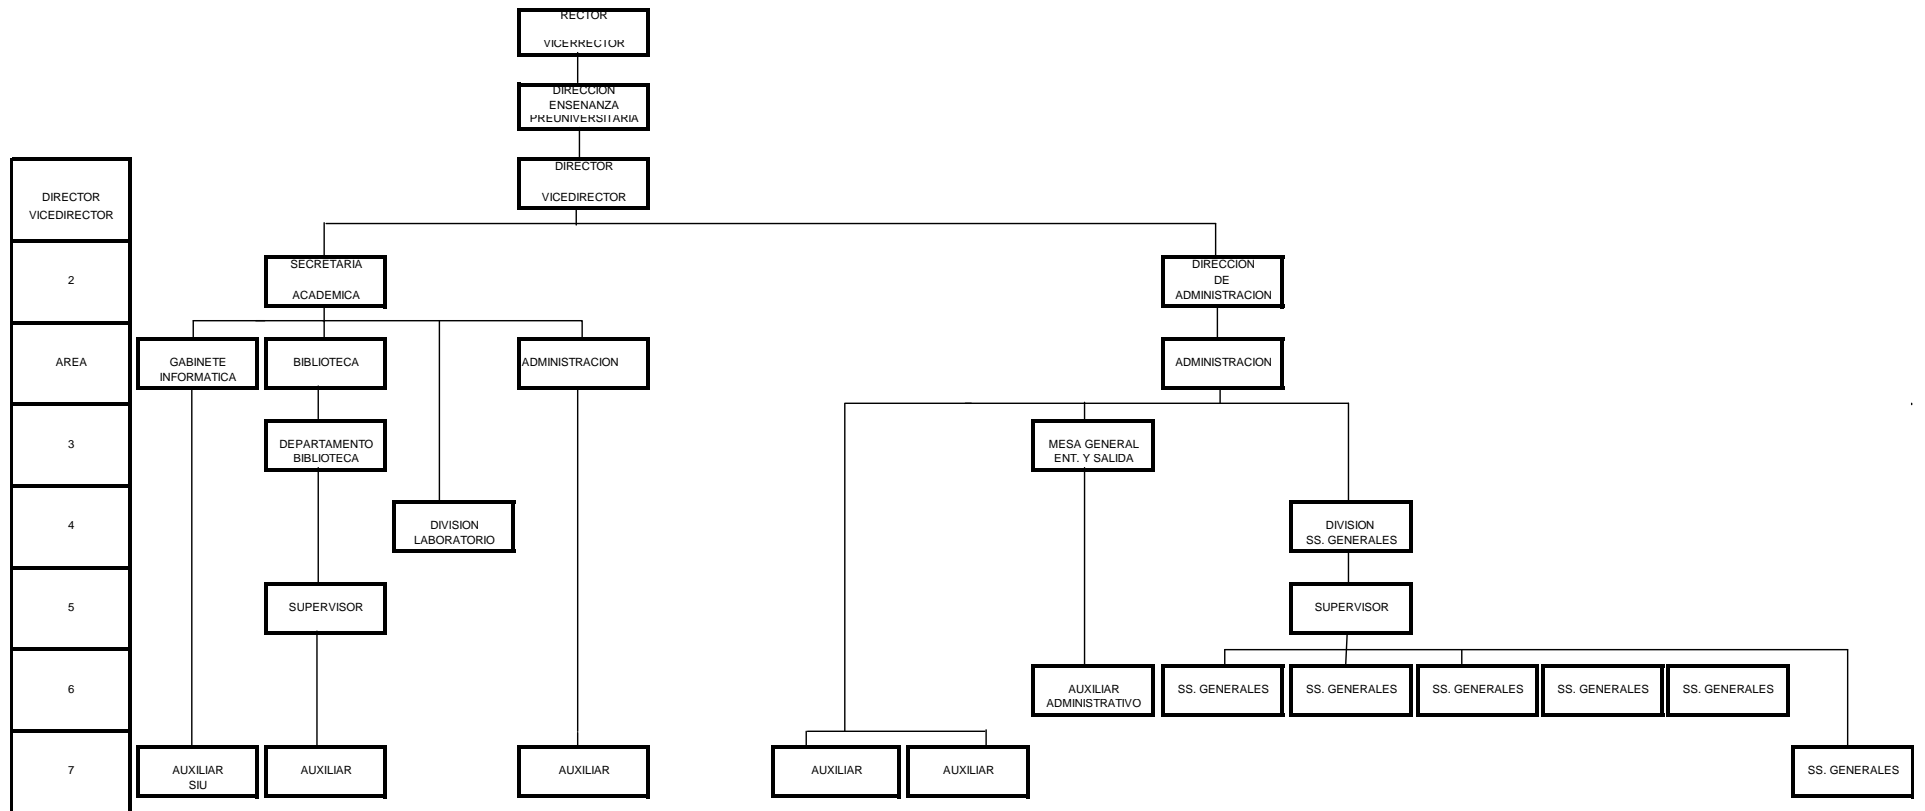 RECTOR
VICERRECTOR
DIRECCION
ENSENANZA
PREUNIVERSITARIA
DIRECTOR
VICEDIRECTOR
DIRECTOR
VICEDIRECTOR
2
SECRETARIA
ACADEMICA
DIRECCION
DE
ADMINISTRACION
AREA
GABINETE
INFORMATICA
BIBLIOTECA
ADMINISTRACION
ADMINISTRACION
3
DEPARTAMENTO
BIBLIOTECA
MESA GENERAL
ENT. Y SALIDA
4
DIVISION
LABORATORIO
DIVISION
SS. GENERALES
5
SUPERVISOR
SUPERVISOR
6
AUXILIAR
ADMINISTRATIVO
SS. GENERALES
SS. GENERALES
SS. GENERALES
SS. GENERALES
SS. GENERALES
7
AUXILIAR
SIU
AUXILIAR
AUXILIAR
AUXILIAR
AUXILIAR
SS. GENERALES